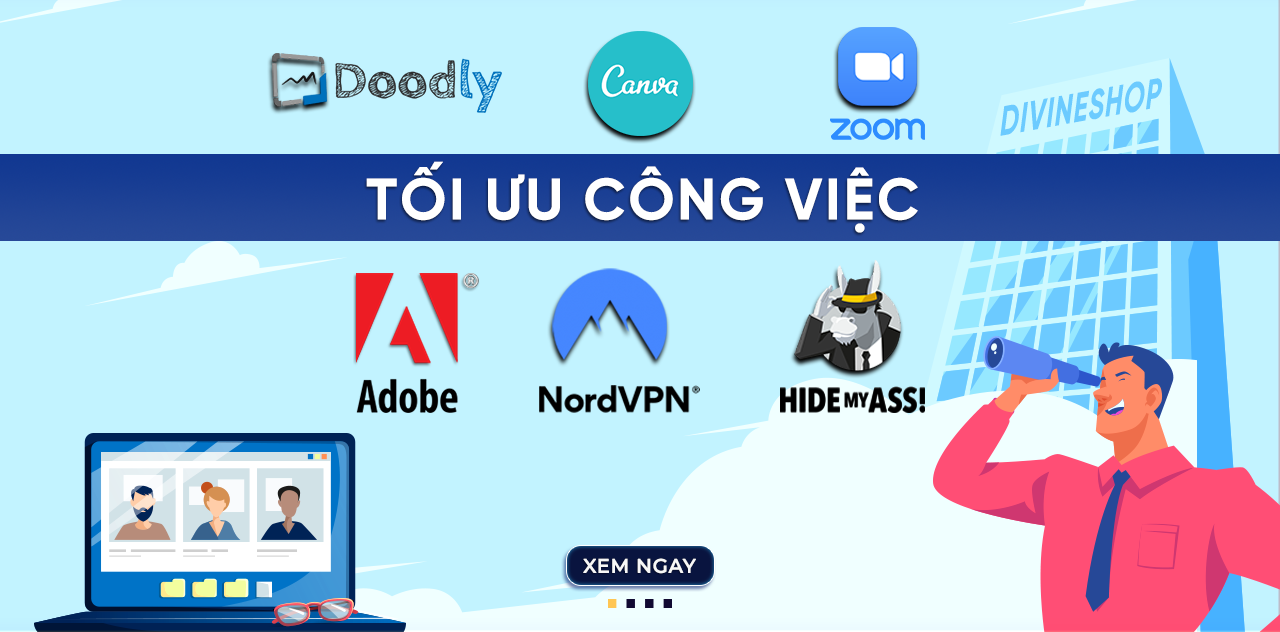 Doodly
Canva
zoom
DIVINESHOP
TỐI ƯU CÔNG VIỆC
Adobe®
NordVPN®
HIDE MY ASS!
XEM NGAY